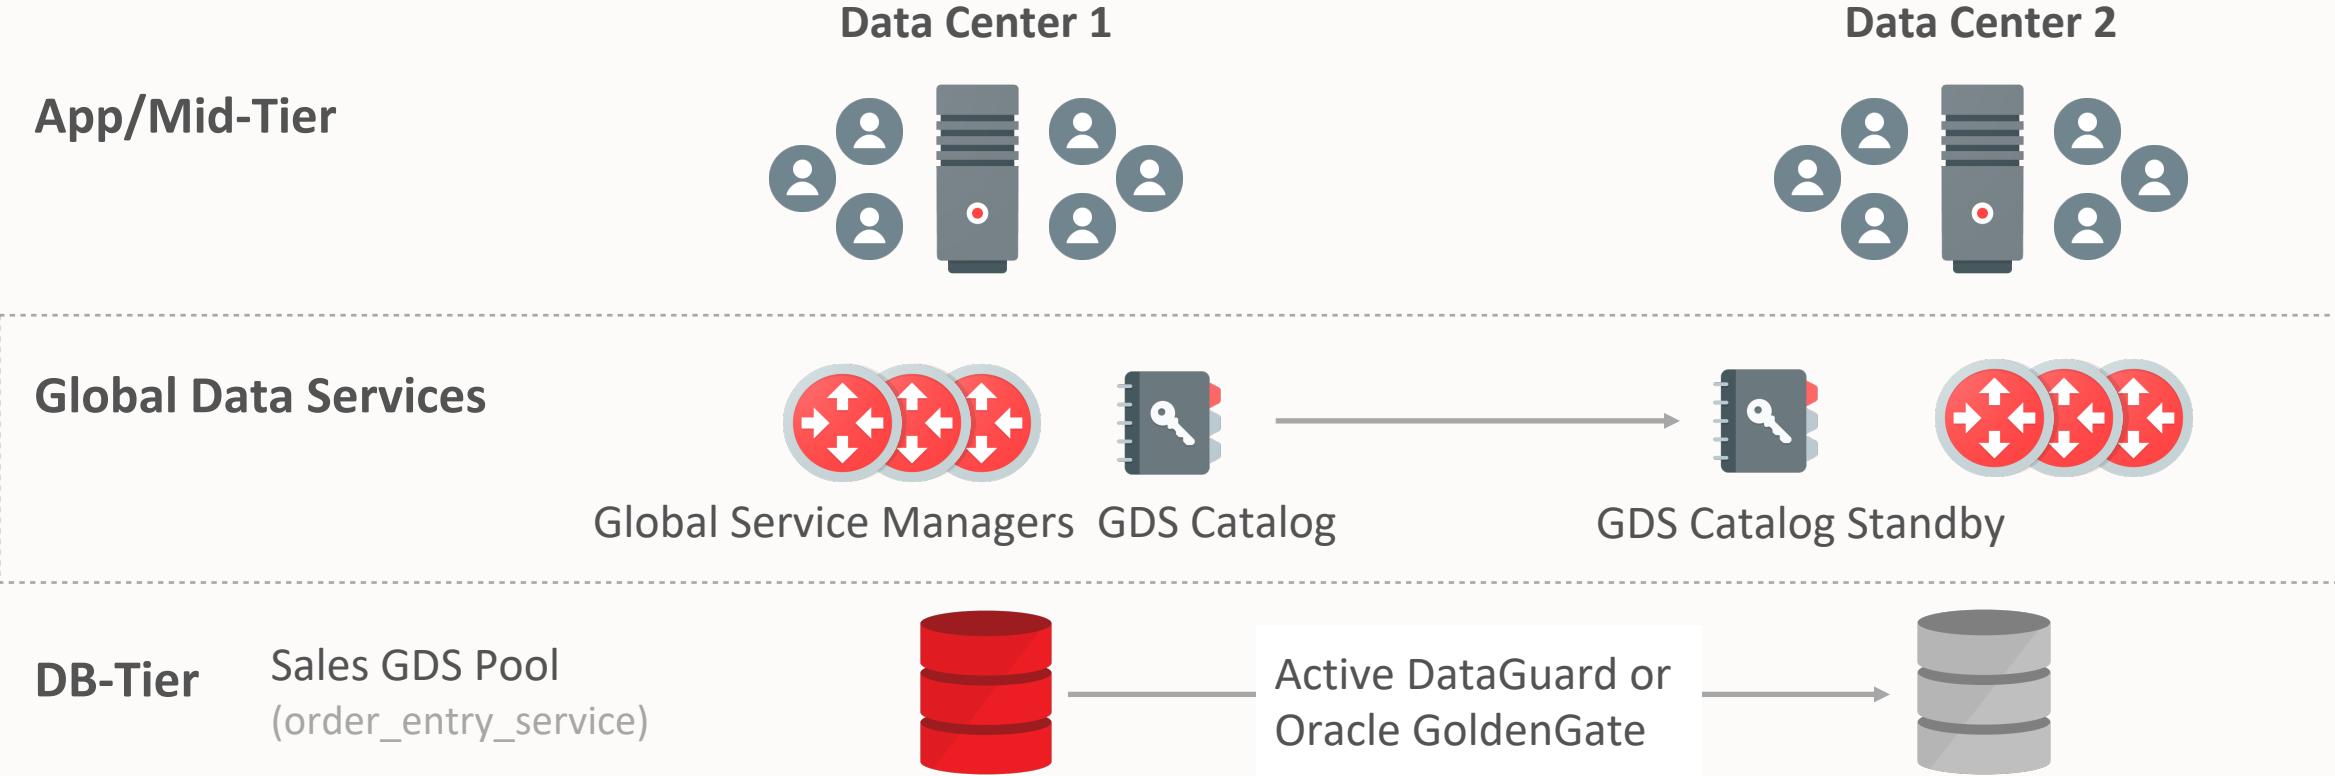 Data Center 1
Data Center 2
App/Mid-Tier
Global Data Services
Global Service Managers
GDS Catalog
GDS Catalog Standby
DB-Tier
Sales GDS Pool
(order_entry_service)
Active DataGuard or
Oracle GoldenGate